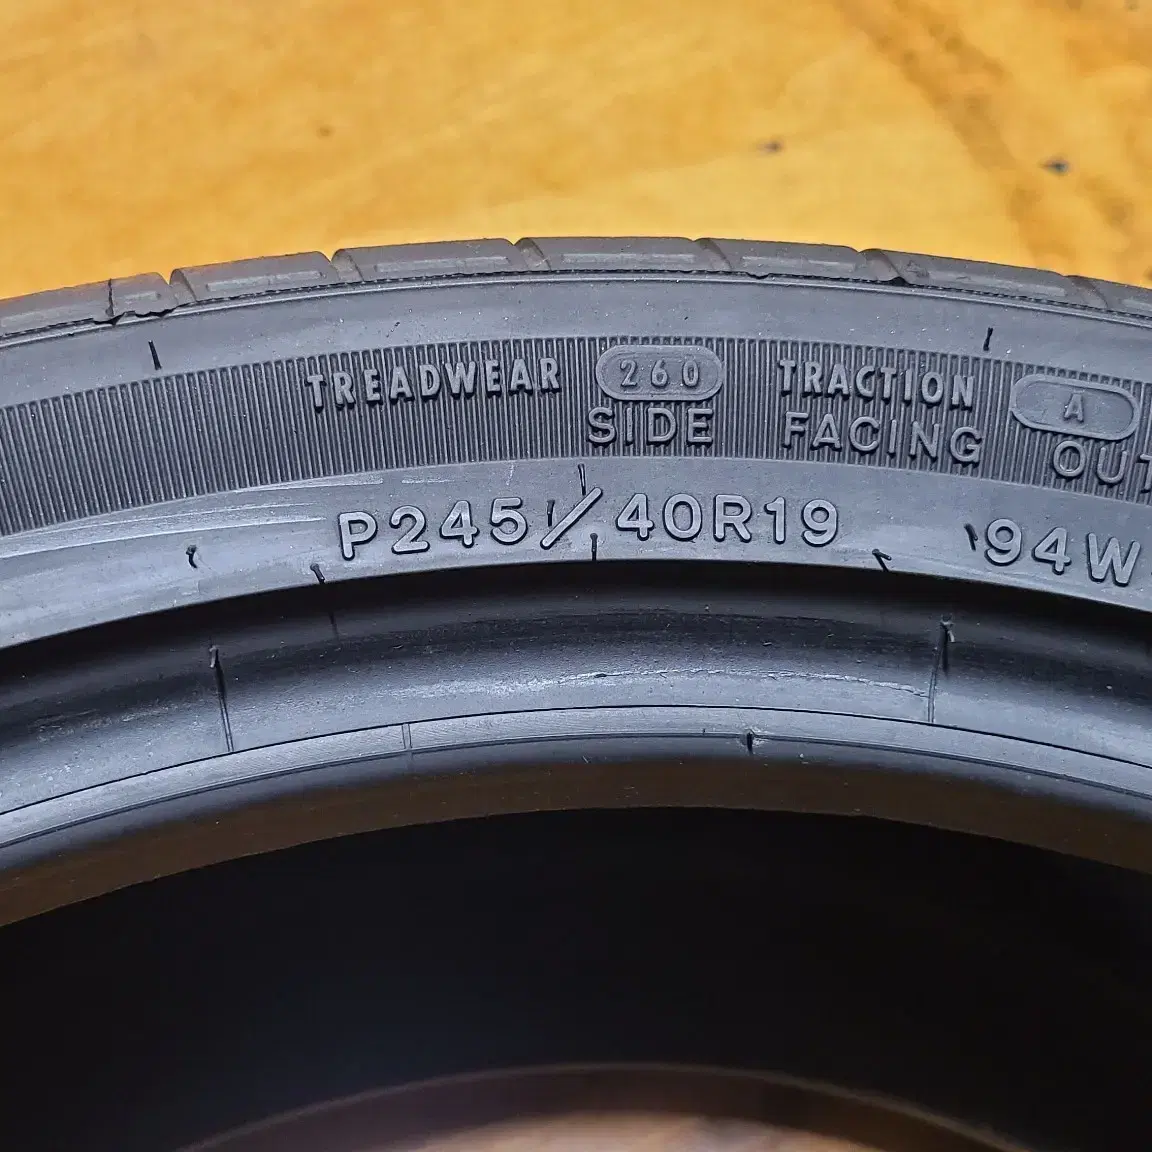 TREADWEAR 260 TRACTION A
SIDE FACING OUT
P245/40R19 94W